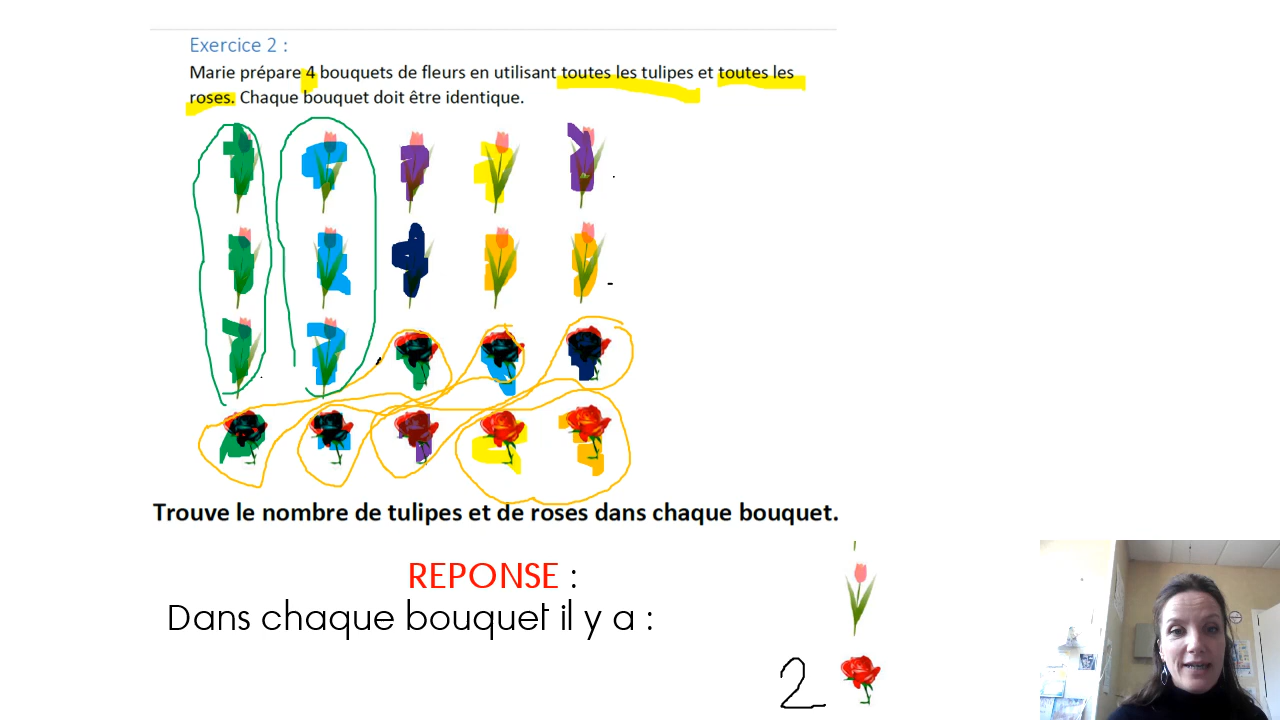 Exercice 2 :
Marie prépare 4 bouquets de fleurs en utilisant toutes les tulipes et toutes les
roses. Chaque bouquet doit être identique.
Trouve le nombre de tulipes et de roses dans chaque bouquet.
REPONSE :
Dans chaque bouquet il y a :
2